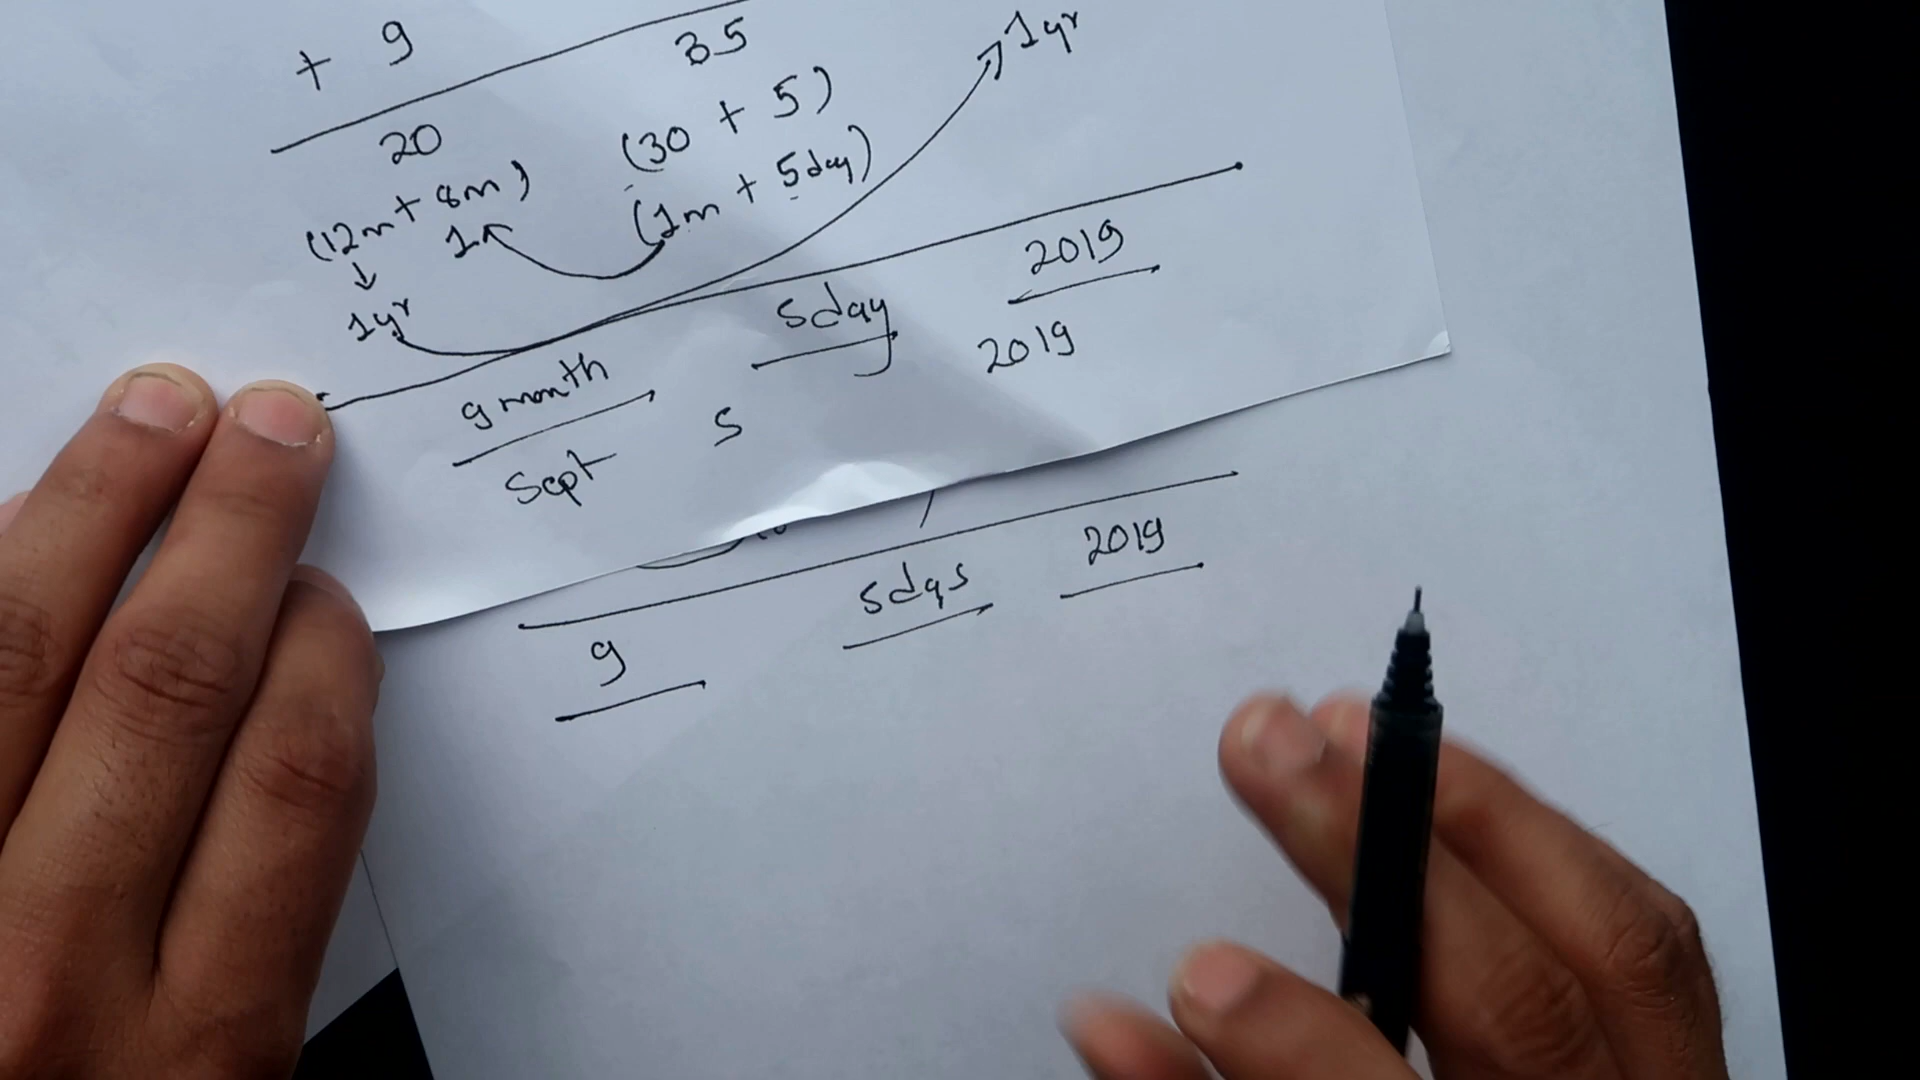 + 9 35
20 (30 + 5) 1yr
(12m + 8m) (1m + 5day)
↓ 1
1yr
9 month 5day 2019
Sept 5 2019
9 5dqs 2019